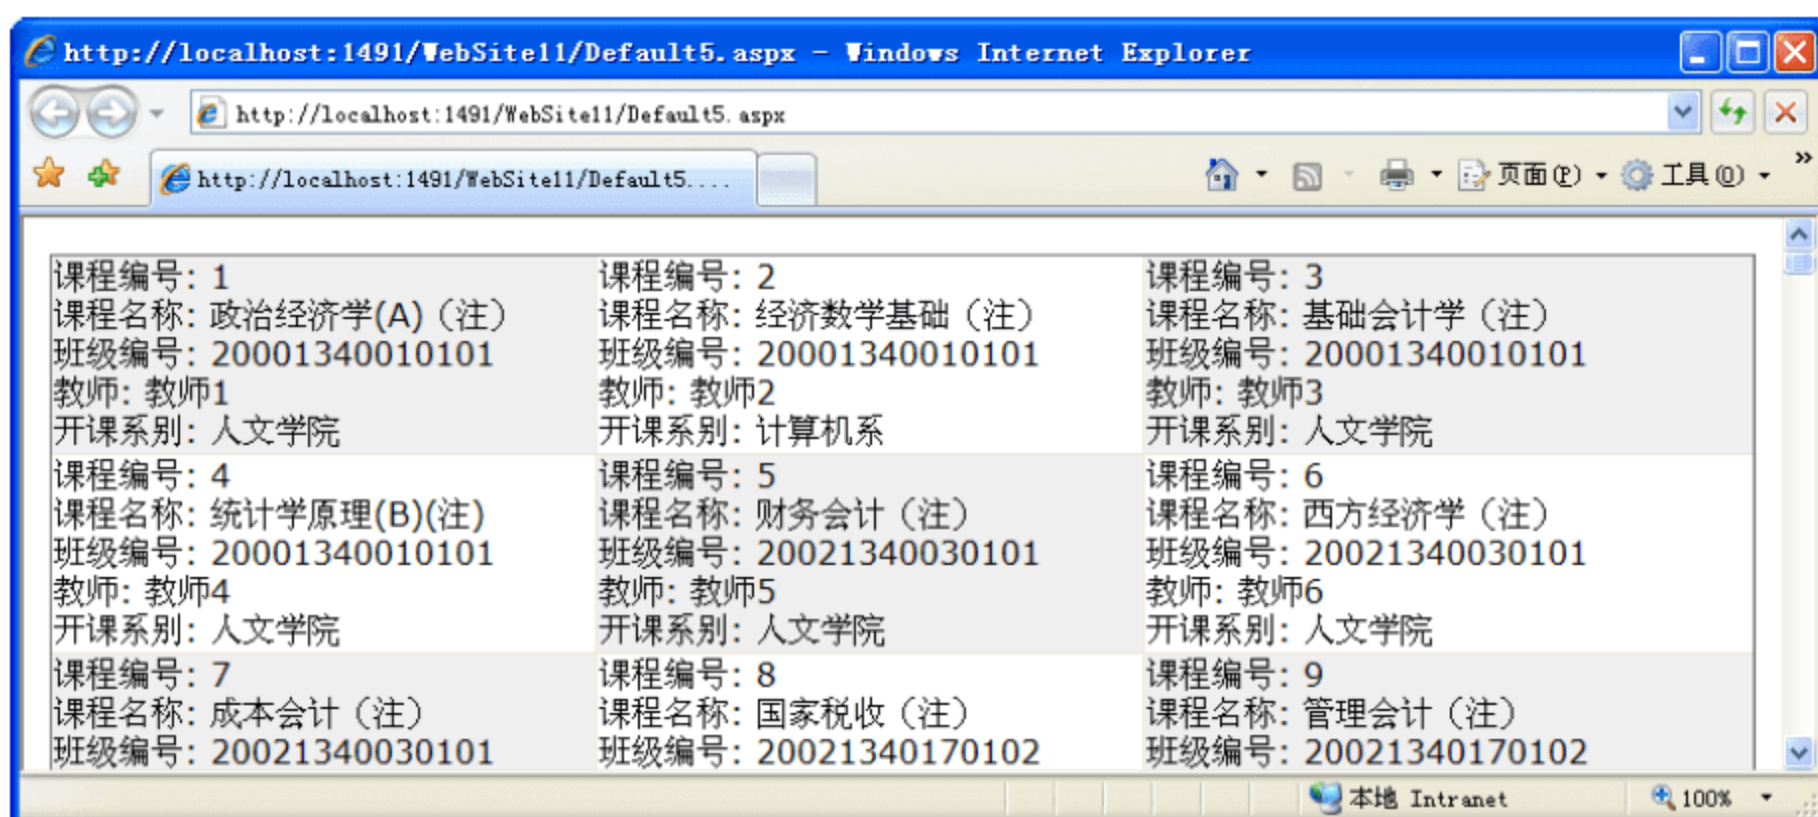 http://localhost:1491/WebSite11/Default5.aspx - Windows Internet Explorer
http://localhost:1491/WebSite11/Default5.aspx
http://localhost:1491/WebSite11/Default5....
页面(P)
工具(O)
»
课程编号: 1
课程名称: 政治经济学(A)（注）
班级编号: 20001340010101
教师: 教师1
开课系别: 人文学院
课程编号: 2
课程名称: 经济数学基础（注）
班级编号: 20001340010101
教师: 教师2
开课系别: 计算机系
课程编号: 3
课程名称: 基础会计学（注）
班级编号: 20001340010101
教师: 教师3
开课系别: 人文学院
课程编号: 4
课程名称: 统计学原理(B)(注)
班级编号: 20001340010101
教师: 教师4
开课系别: 人文学院
课程编号: 5
课程名称: 财务会计（注）
班级编号: 20021340030101
教师: 教师5
开课系别: 人文学院
课程编号: 6
课程名称: 西方经济学（注）
班级编号: 20021340030101
教师: 教师6
开课系别: 人文学院
课程编号: 7
课程名称: 成本会计（注）
班级编号: 20021340030101
课程编号: 8
课程名称: 国家税收（注）
班级编号: 20021340170102
课程编号: 9
课程名称: 管理会计（注）
班级编号: 20021340170102
本地 Intranet
100%